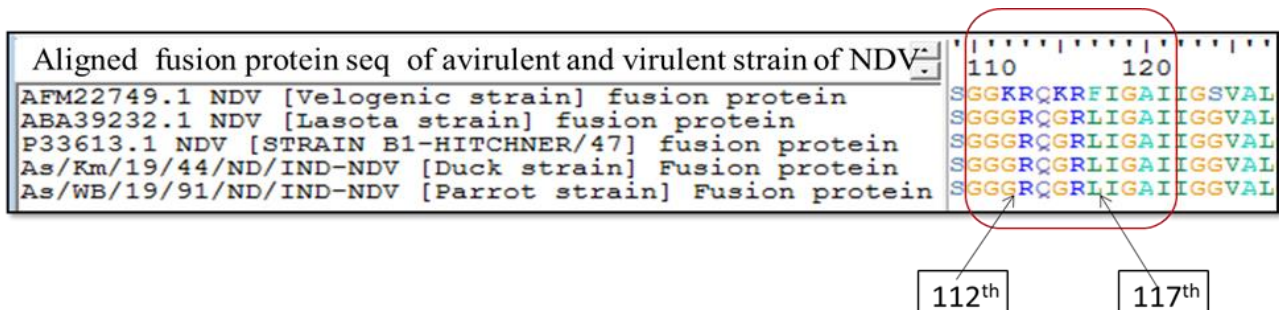 Aligned fusion protein seq of avirulent and virulent strain of NDV
110 120
AFM22749.1 NDV [Velogenic strain] fusion protein SGGKRQKRFIGAIIGSVAL
ABA39232.1 NDV [Lasota strain] fusion protein SGGGRQGRLIGAIIGGVAL
P33613.1 NDV [STRAIN B1-HITCHNER/47] fusion protein SGGGRQGRLIGAIIGGVAL
As/Km/19/44/ND/IND-NDV [Duck strain] Fusion protein SGGGRQGRLIGAIIGGVAL
As/WB/19/91/ND/IND-NDV [Parrot strain] Fusion protein SGGGRQGRLIGAIIGGVAL
112th 117th